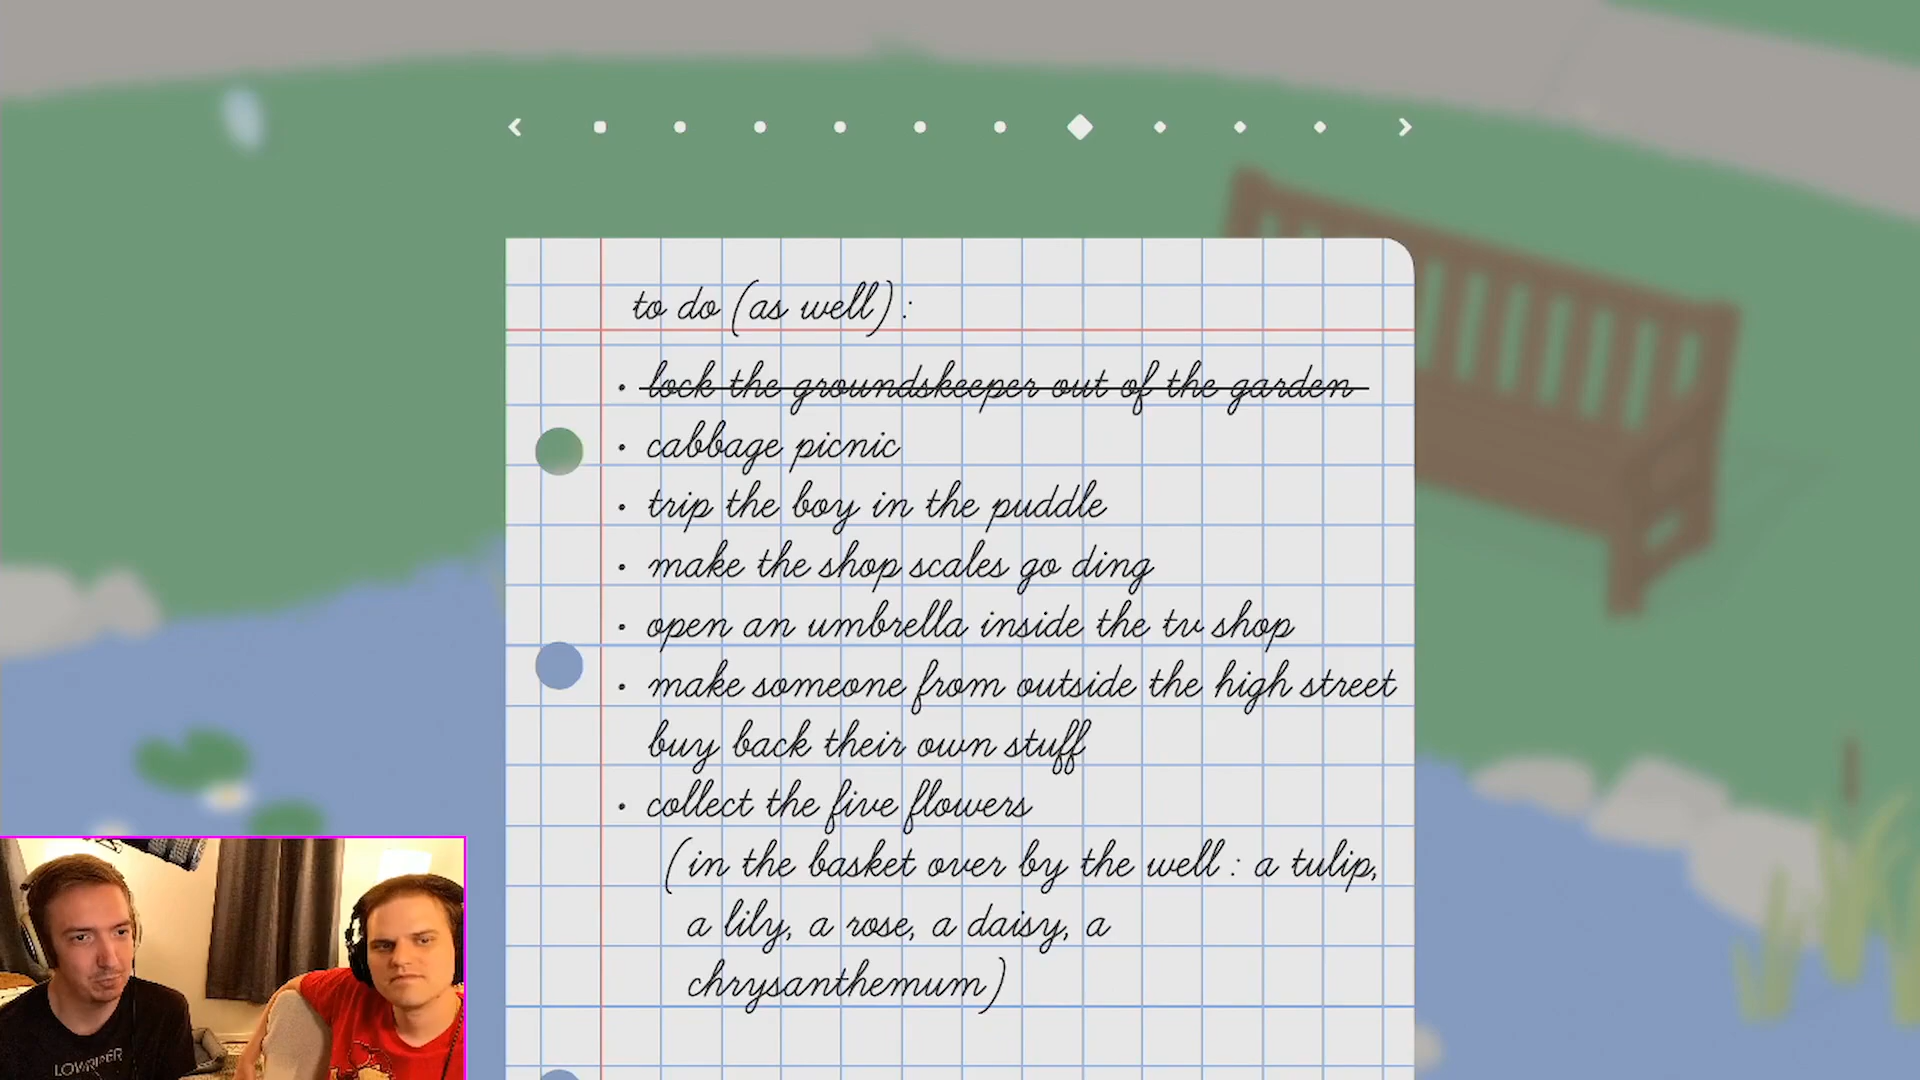 to do (as well) :
• lock the groundskeeper out of the garden
• cabbage picnic
• trip the boy in the puddle
• make the shop scales go ding
• open an umbrella inside the tv shop
• make someone from outside the high street
buy back their own stuff
• collect the five flowers
(in the basket over by the well : a tulip,
a lily, a rose, a daisy, a
chrysanthemum)
LOWRIDER